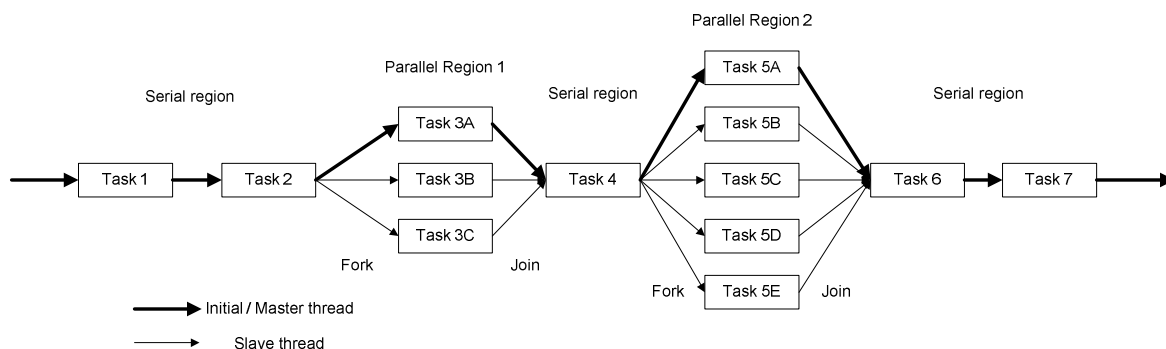 Parallel Region 2
Parallel Region 1
Serial region
Serial region
Serial region
Task 1
Task 2
Task 3A
Task 3B
Task 3C
Fork
Join
Task 4
Task 5A
Task 5B
Task 5C
Task 5D
Task 5E
Fork
Join
Task 6
Task 7
Initial / Master thread
Slave thread